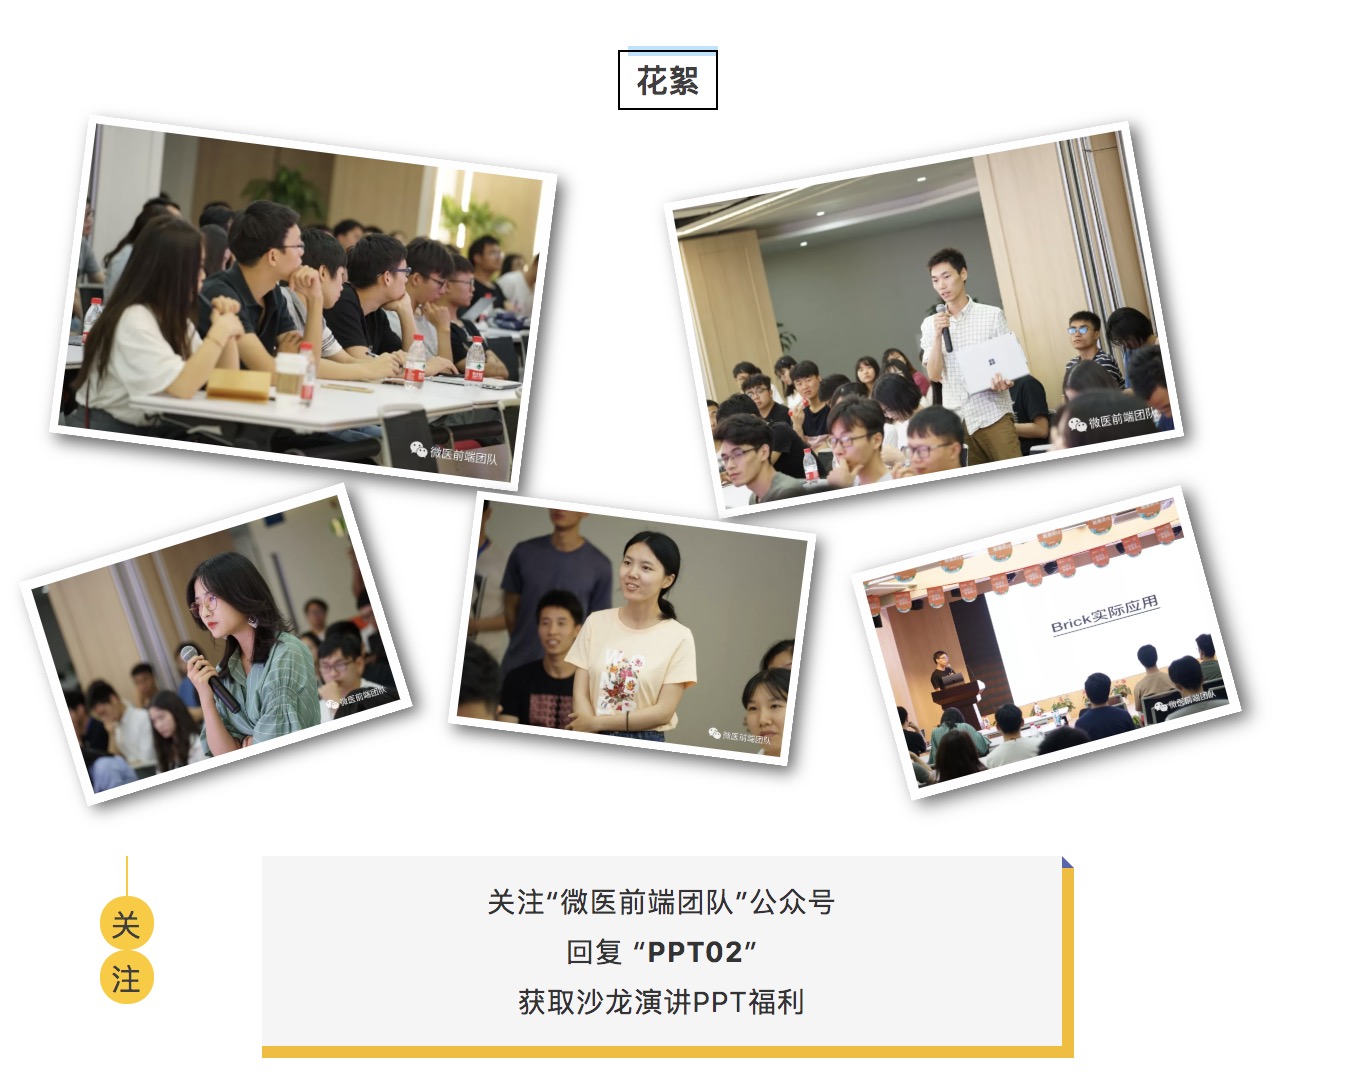 花絮
微医前端团队
微医前端团队
微医前端团队
微医前端团队
Brick实际应用
微医前端团队
关
注
关注“微医前端团队”公众号
回复 “PPT02”
获取沙龙演讲PPT福利